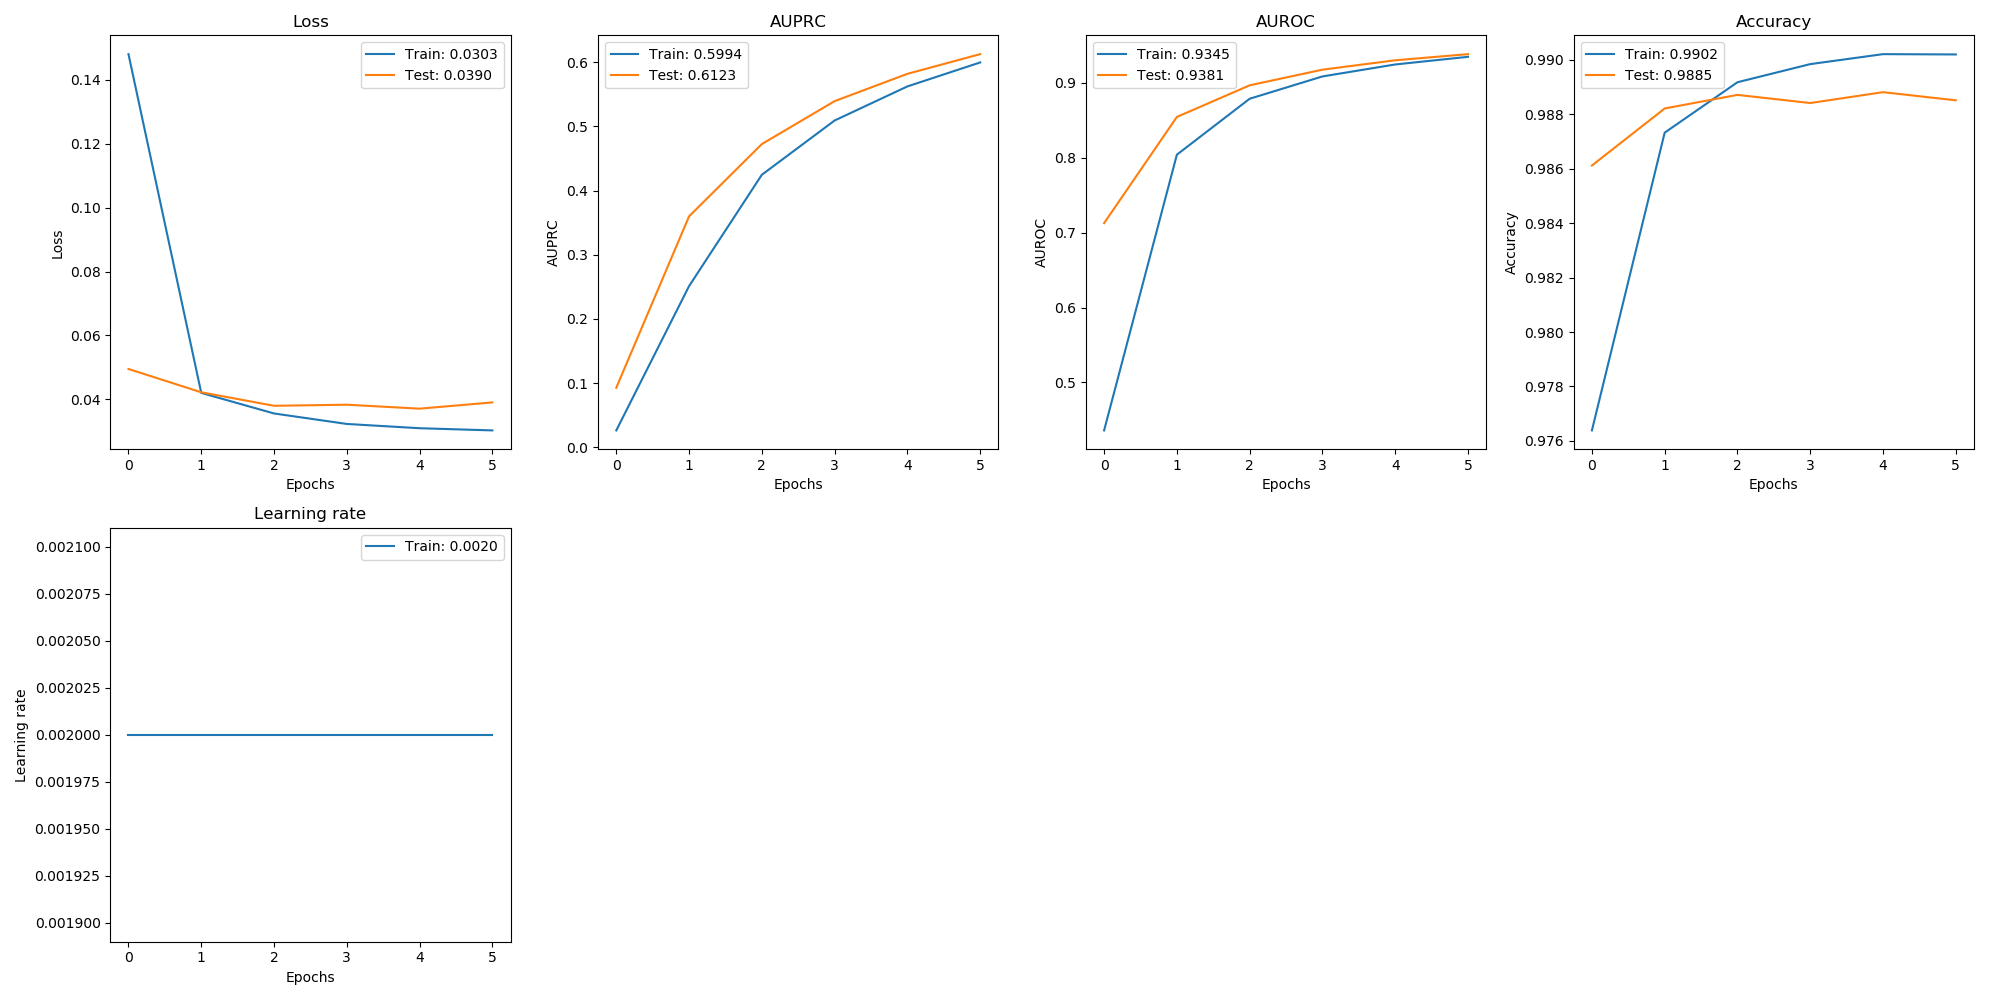 Loss
Train: 0.0303
Test: 0.0390
0.14
0.12
0.10
0.08
0.06
0.04
Loss
0 1 2 3 4 5
Epochs
AUPRC
Train: 0.5994
Test: 0.6123
0.6
0.5
0.4
0.3
0.2
0.1
0.0
AUPRC
0 1 2 3 4 5
Epochs
AUROC
Train: 0.9345
Test: 0.9381
0.9
0.8
0.7
0.6
0.5
AUROC
0 1 2 3 4 5
Epochs
Accuracy
Train: 0.9902
Test: 0.9885
0.990
0.988
0.986
0.984
0.982
0.980
0.978
0.976
Accuracy
0 1 2 3 4 5
Epochs
Learning rate
Train: 0.0020
0.002100
0.002075
0.002050
0.002025
0.002000
0.001975
0.001950
0.001925
0.001900
Learning rate
0 1 2 3 4 5
Epochs